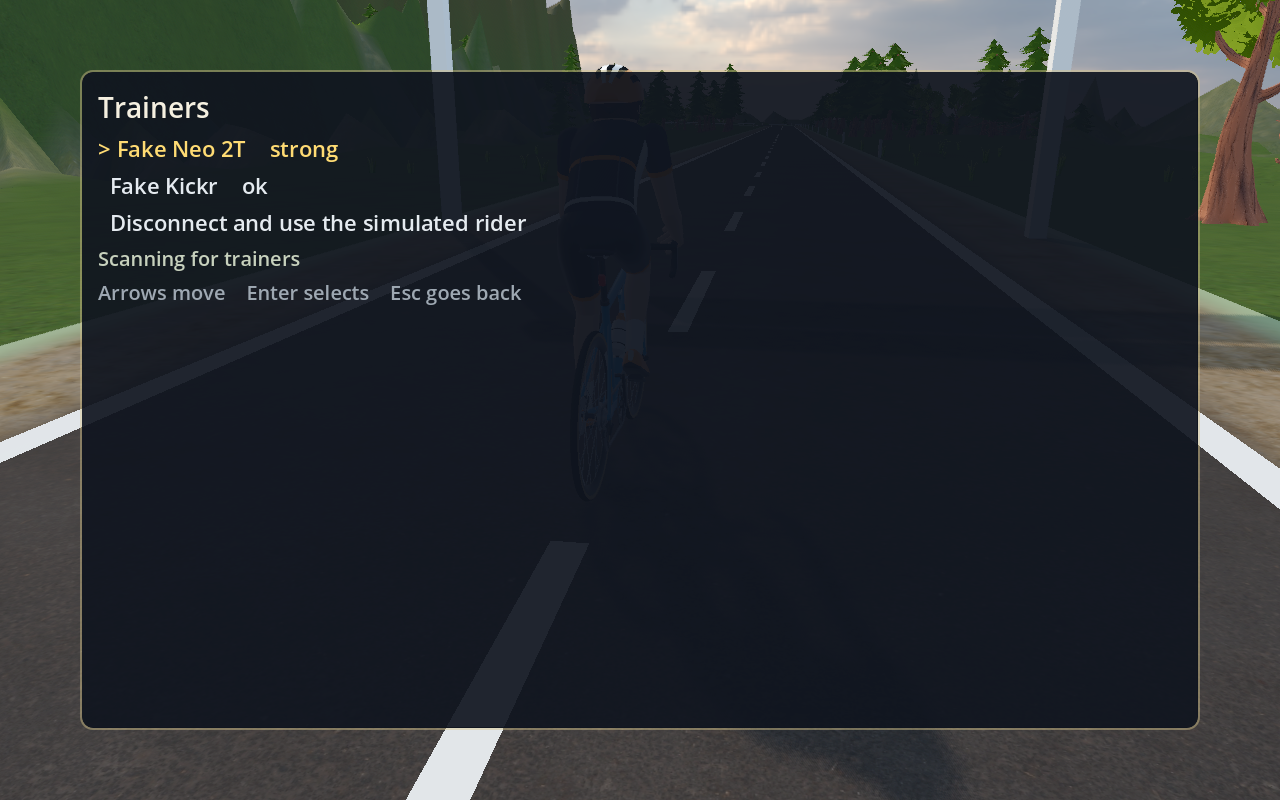 Trainers
> Fake Neo 2T strong
Fake Kickr ok
Disconnect and use the simulated rider
Scanning for trainers
Arrows move Enter selects Esc goes back